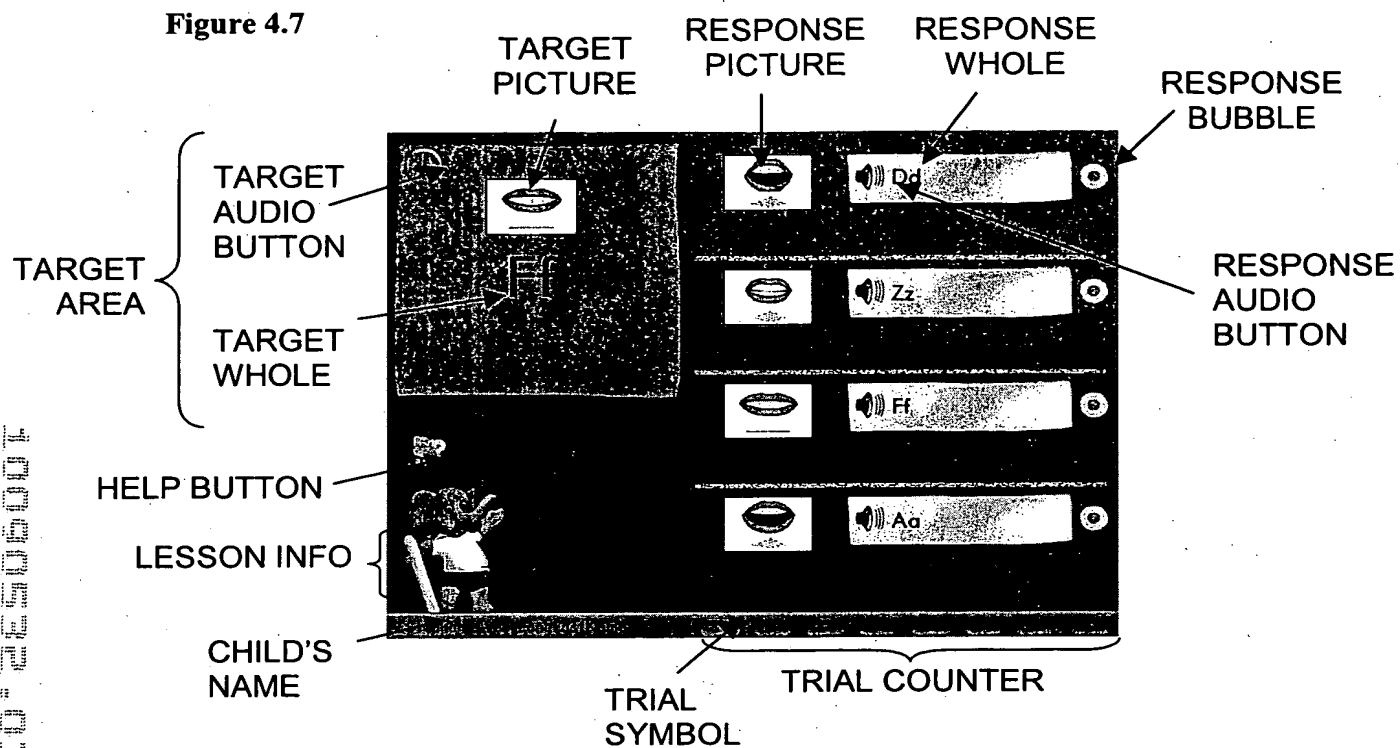 Figure 4.7
TARGET
PICTURE
RESPONSE
PICTURE
RESPONSE
WHOLE
RESPONSE
BUBBLE
TARGET
AUDIO
BUTTON
TARGET
AREA
TARGET
WHOLE
Ff
Dd
Zz
Ff
Aa
RESPONSE
AUDIO
BUTTON
HELP BUTTON
LESSON INFO
CHILD'S
NAME
TRIAL
SYMBOL
TRIAL COUNTER